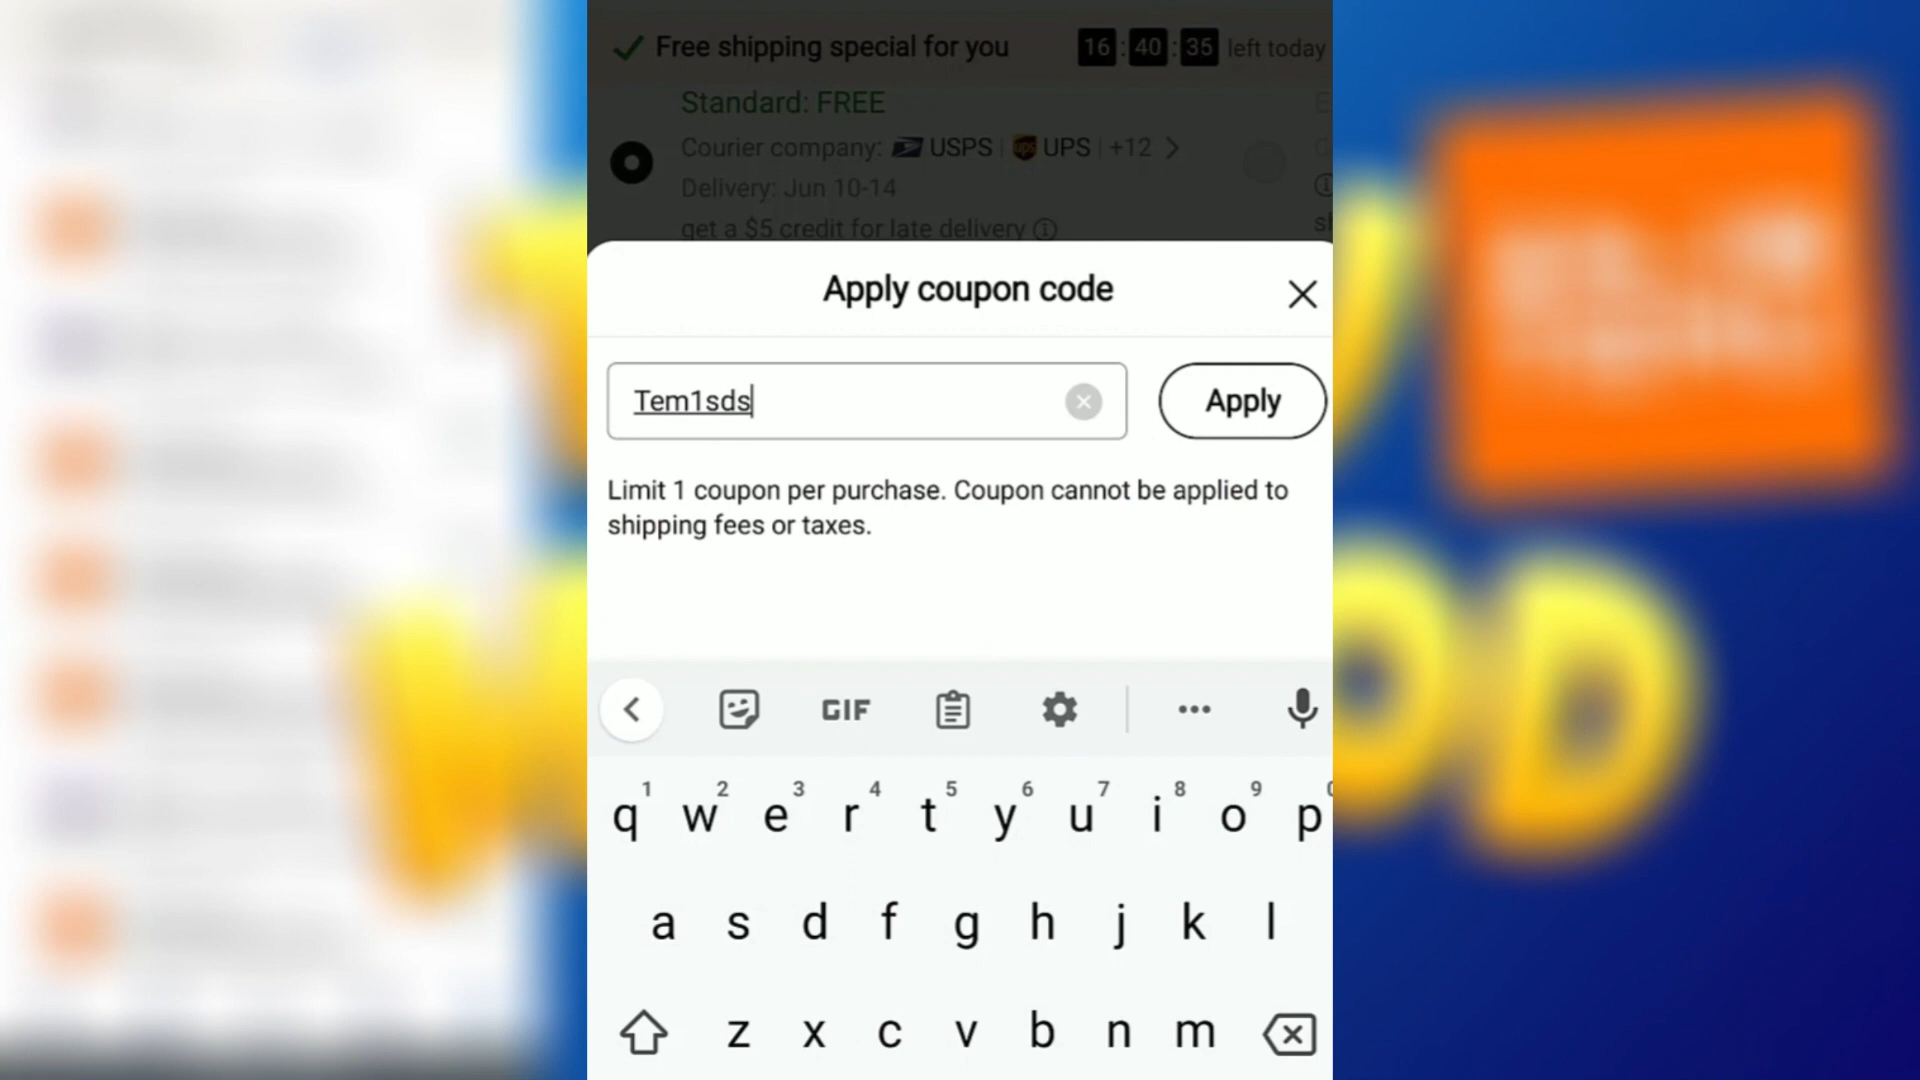 Free shipping special for you 16 : 40 : 35 left today
Standard: FREE
Courier company: USPS | UPS | +12 >
Delivery: Jun 10-14
get a $5 credit for late delivery
Apply coupon code
Tem1sds
Apply
Limit 1 coupon per purchase. Coupon cannot be applied to
shipping fees or taxes.
GIF
1 2 3 4 5 6 7 8 9
q w e r t y u i o p
a s d f g h j k l
z x c v b n m